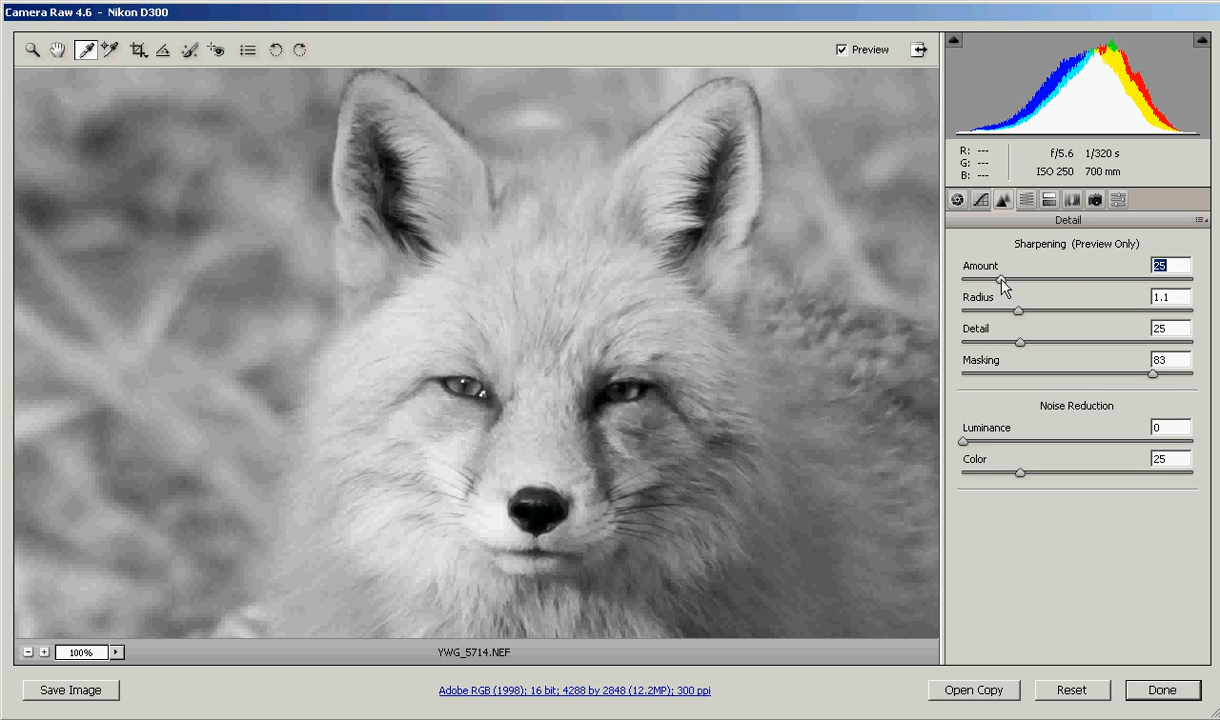 Camera Raw 4.6 - Nikon D300
Preview
R: ---
G: ---
B: ---
f/5.6 1/320 s
ISO 250 700 mm
Detail
Sharpening (Preview Only)
Amount 25
Radius 1.1
Detail 25
Masking 83
Noise Reduction
Luminance 0
Color 25
100%
YWG_5714.NEF
Save Image
Adobe RGB (1998); 16 bit; 4288 by 2848 (12.2MP); 300 ppi
Open Copy
Reset
Done